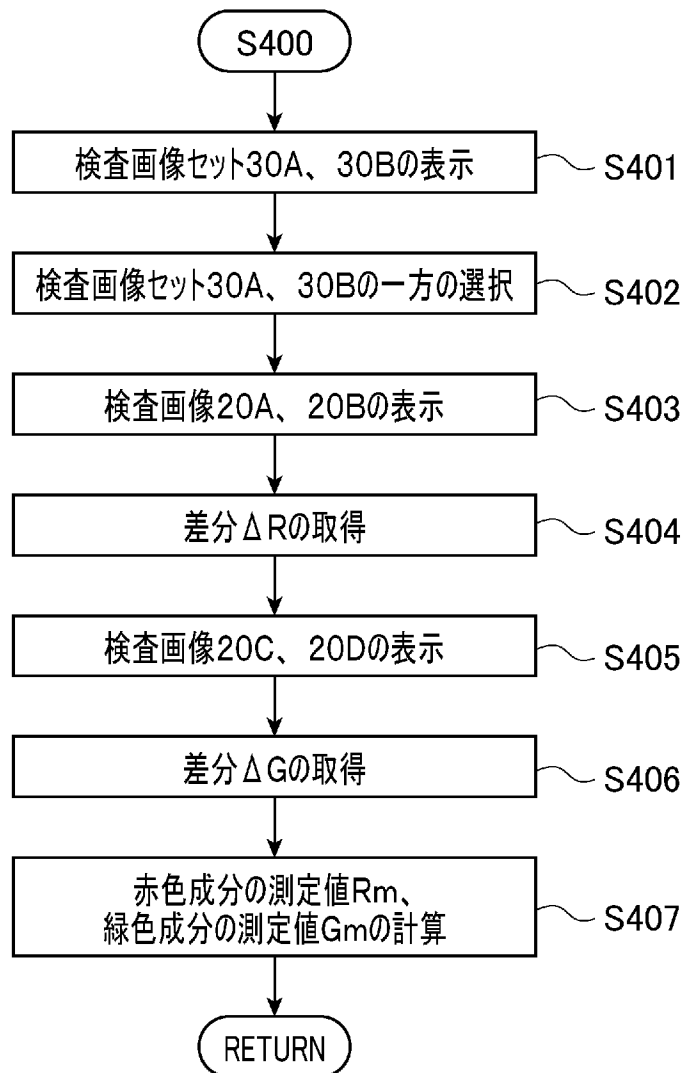 S400
検査画像セット30A、30Bの表示
S401
検査画像セット30A、30Bの一方の選択
S402
検査画像20A、20Bの表示
S403
差分ΔRの取得
S404
検査画像20C、20Dの表示
S405
差分ΔGの取得
S406
赤色成分の測定値Rm、
緑色成分の測定値Gmの計算
S407
RETURN